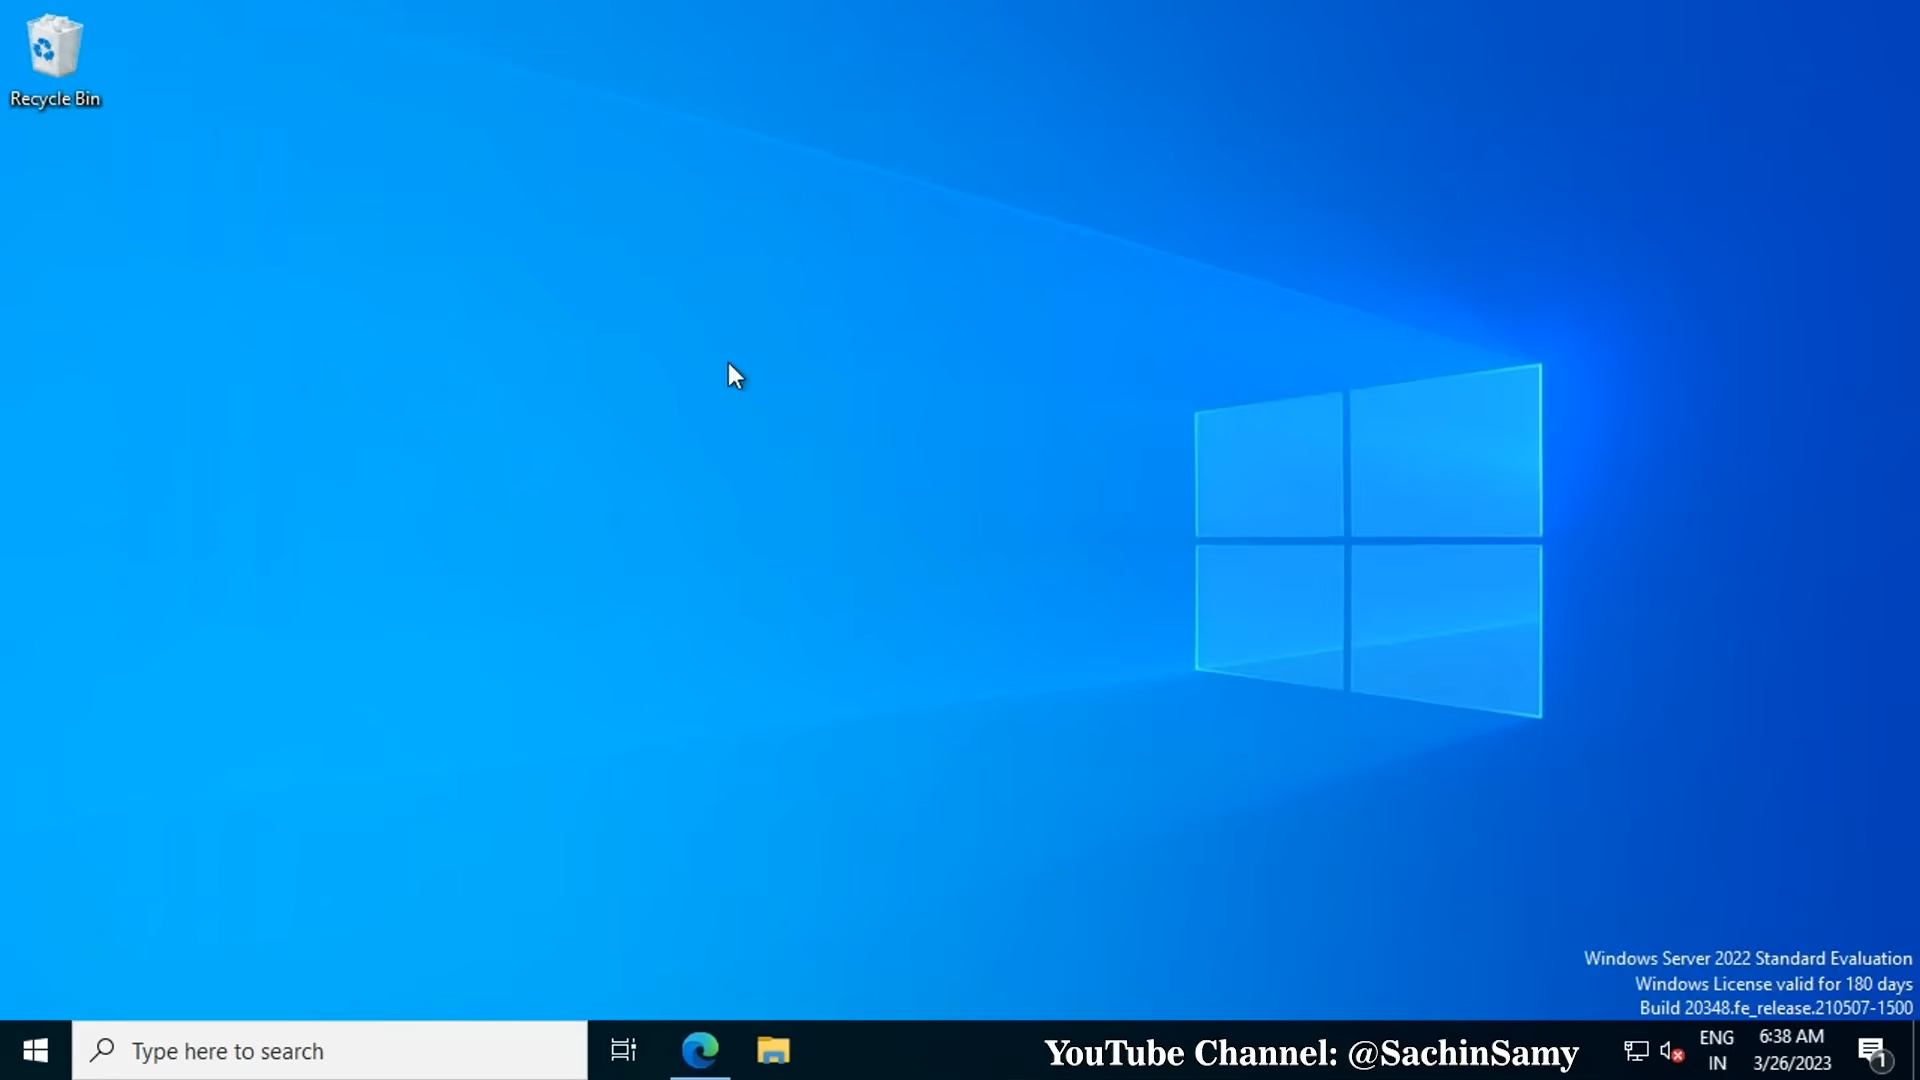 Recycle Bin
Windows Server 2022 Standard Evaluation
Windows License valid for 180 days
Build 20348.fe_release.210507-1500
Type here to search
YouTube Channel: @SachinSamy
ENG
IN
6:38 AM
3/26/2023
1